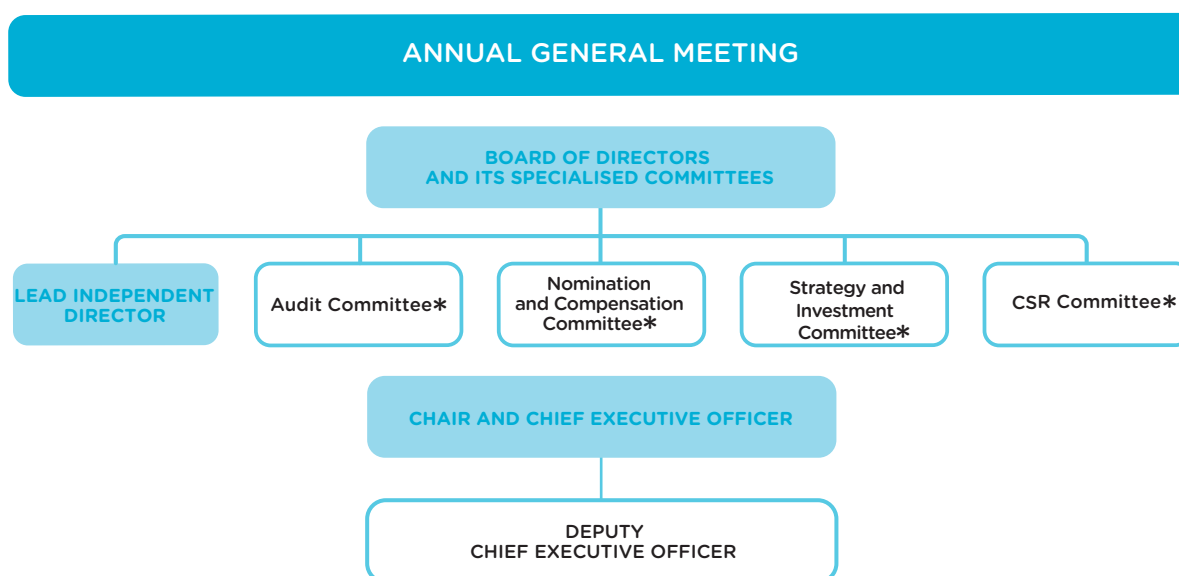 ANNUAL GENERAL MEETING
BOARD OF DIRECTORS
AND ITS SPECIALISED COMMITTEES
LEAD INDEPENDENT
DIRECTOR
Audit Committee*
Nomination
and Compensation
Committee*
Strategy and
Investment
Committee*
CSR Committee*
CHAIR AND CHIEF EXECUTIVE OFFICER
DEPUTY
CHIEF EXECUTIVE OFFICER